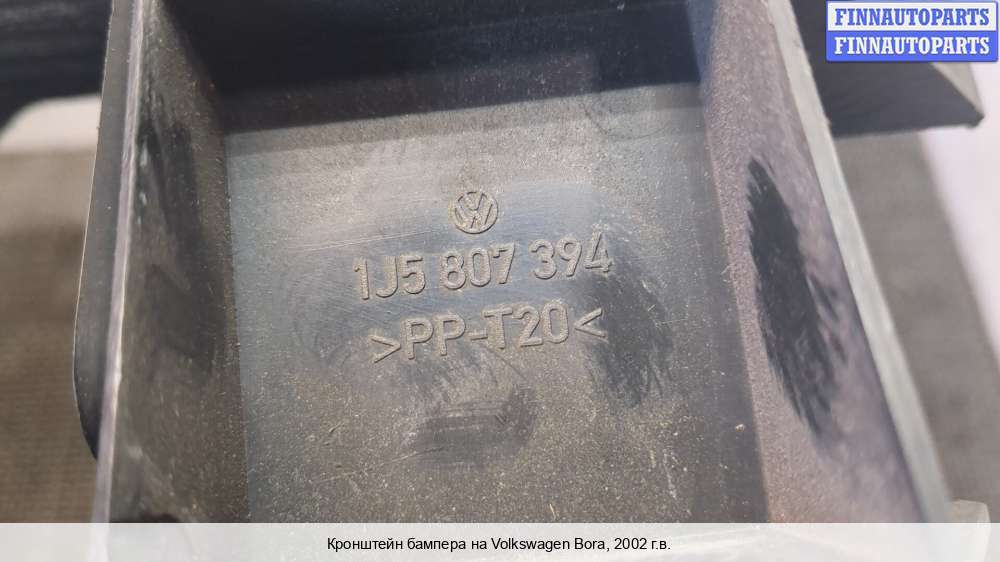 FINNAUTOPARTS
FINNAUTOPARTS
1J5 807 394
>PP-T20<
Кронштейн бампера на Volkswagen Bora, 2002 г.в.